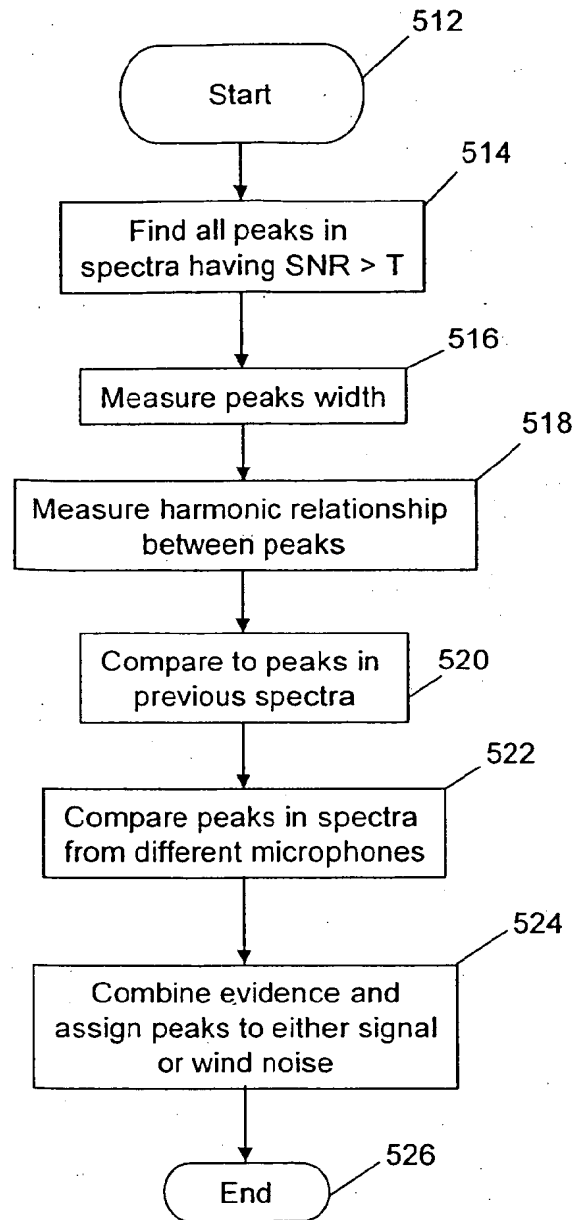 512
Start
514
Find all peaks in
spectra having SNR > T
516
Measure peaks width
518
Measure harmonic relationship
between peaks
Compare to peaks in
previous spectra
520
522
Compare peaks in spectra
from different microphones
524
Combine evidence and
assign peaks to either signal
or wind noise
526
End